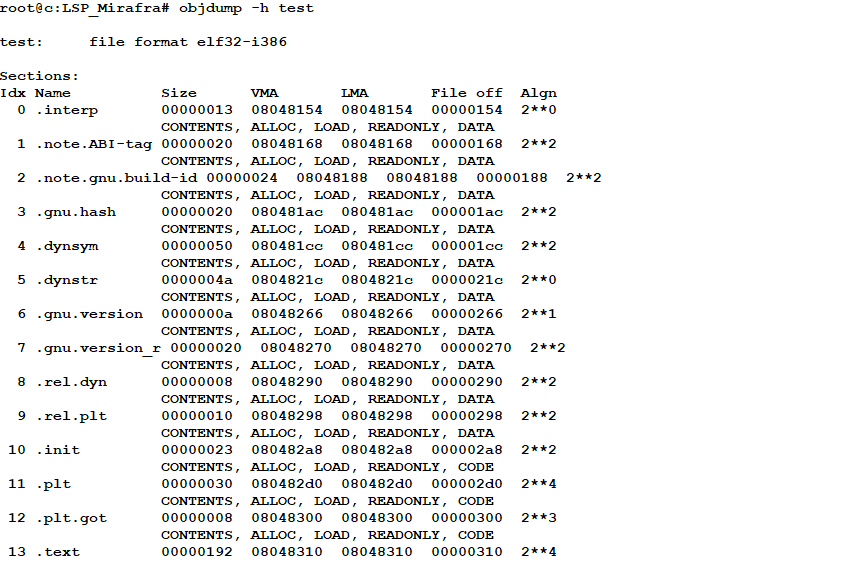 root@c:LSP_Mirafra# objdump -h test
test:     file format elf32-i386
Sections:
Idx Name          Size      VMA       LMA       File off  Algn
  0 .interp       00000013  08048154  08048154  00000154  2**0
                  CONTENTS, ALLOC, LOAD, READONLY, DATA
  1 .note.ABI-tag 00000020  08048168  08048168  00000168  2**2
                  CONTENTS, ALLOC, LOAD, READONLY, DATA
  2 .note.gnu.build-id 00000024  08048188  08048188  00000188  2**2
                  CONTENTS, ALLOC, LOAD, READONLY, DATA
  3 .gnu.hash     00000020  080481ac  080481ac  000001ac  2**2
                  CONTENTS, ALLOC, LOAD, READONLY, DATA
  4 .dynsym       00000050  080481cc  080481cc  000001cc  2**2
                  CONTENTS, ALLOC, LOAD, READONLY, DATA
  5 .dynstr       0000004a  0804821c  0804821c  0000021c  2**0
                  CONTENTS, ALLOC, LOAD, READONLY, DATA
  6 .gnu.version  0000000a  08048266  08048266  00000266  2**1
                  CONTENTS, ALLOC, LOAD, READONLY, DATA
  7 .gnu.version_r 00000020  08048270  08048270  00000270  2**2
                  CONTENTS, ALLOC, LOAD, READONLY, DATA
  8 .rel.dyn      00000008  08048290  08048290  00000290  2**2
                  CONTENTS, ALLOC, LOAD, READONLY, DATA
  9 .rel.plt      00000010  08048298  08048298  00000298  2**2
                  CONTENTS, ALLOC, LOAD, READONLY, DATA
 10 .init         00000023  080482a8  080482a8  000002a8  2**2
                  CONTENTS, ALLOC, LOAD, READONLY, CODE
 11 .plt          00000030  080482d0  080482d0  000002d0  2**4
                  CONTENTS, ALLOC, LOAD, READONLY, CODE
 12 .plt.got      00000008  08048300  08048300  00000300  2**3
                  CONTENTS, ALLOC, LOAD, READONLY, CODE
 13 .text         00000192  08048310  08048310  00000310  2**4